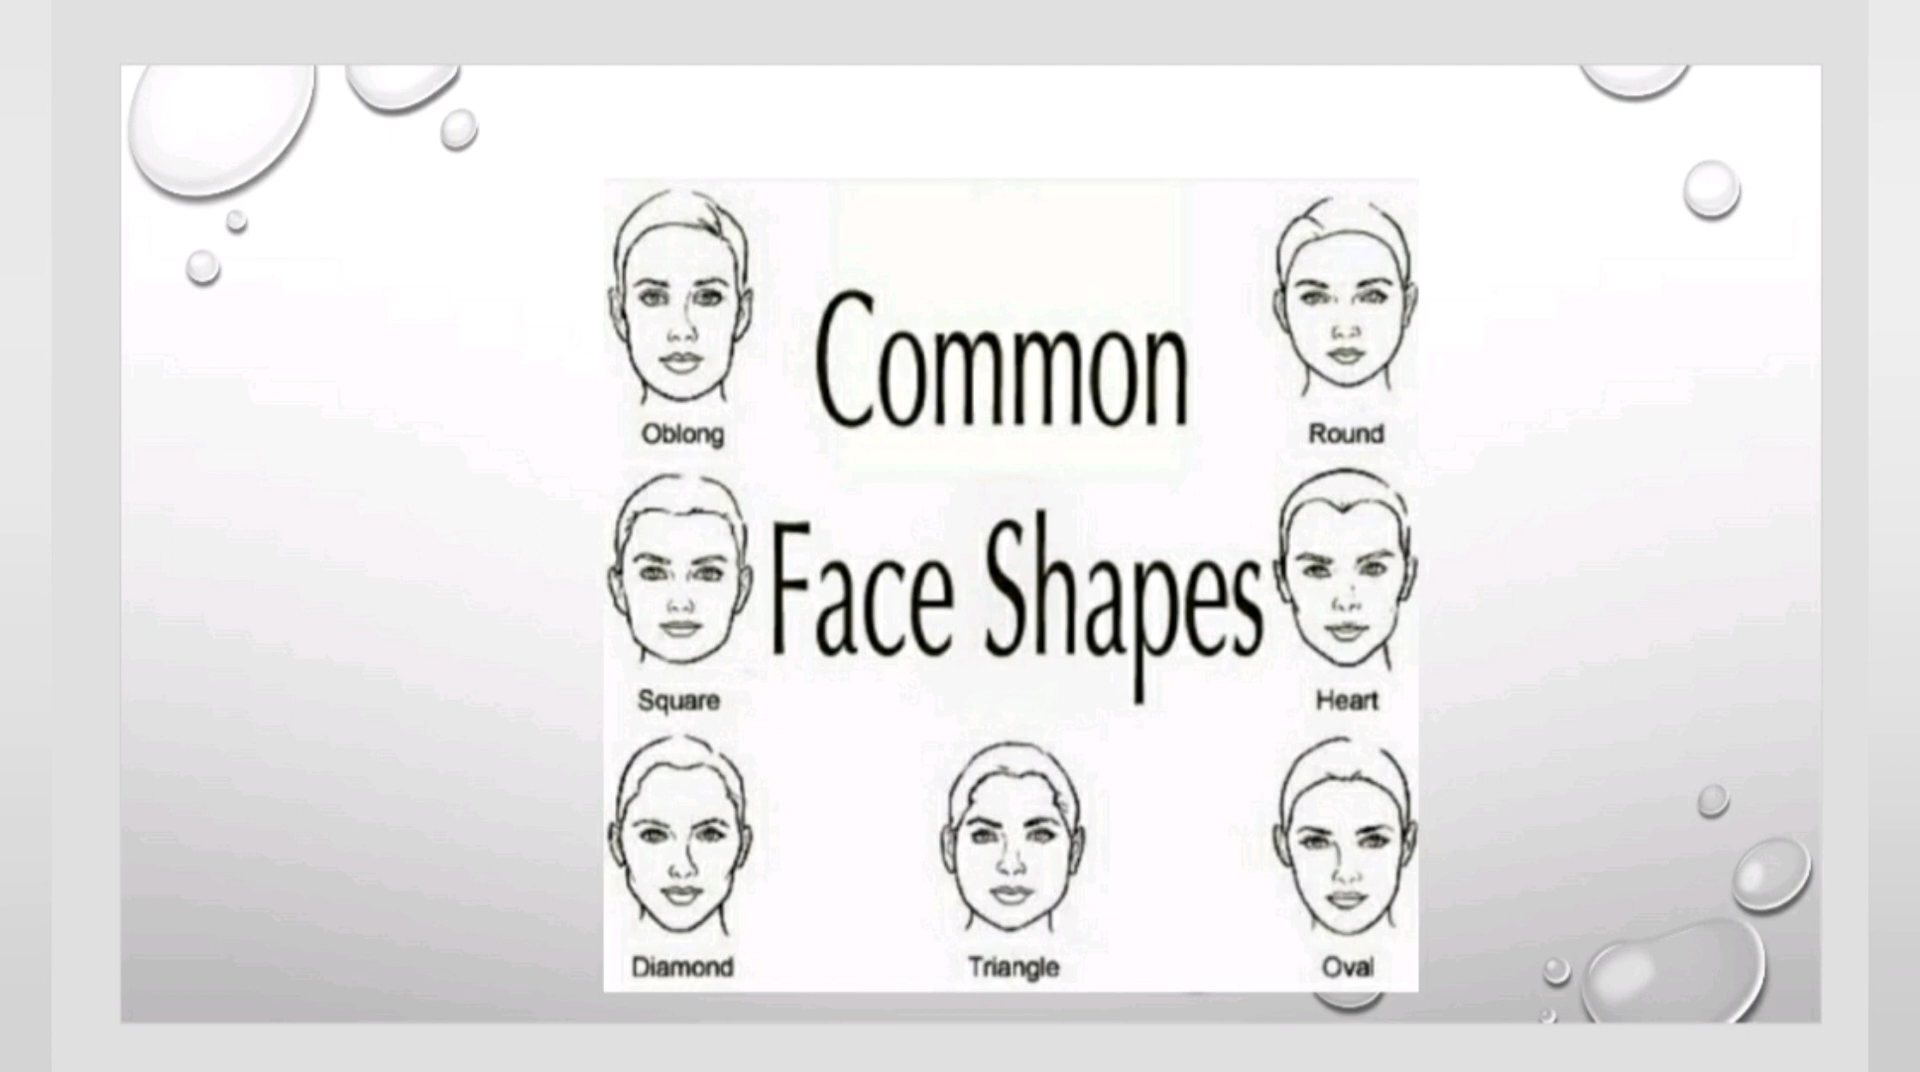 Common
Face Shapes
Oblong
Round
Square
Heart
Diamond
Triangle
Oval